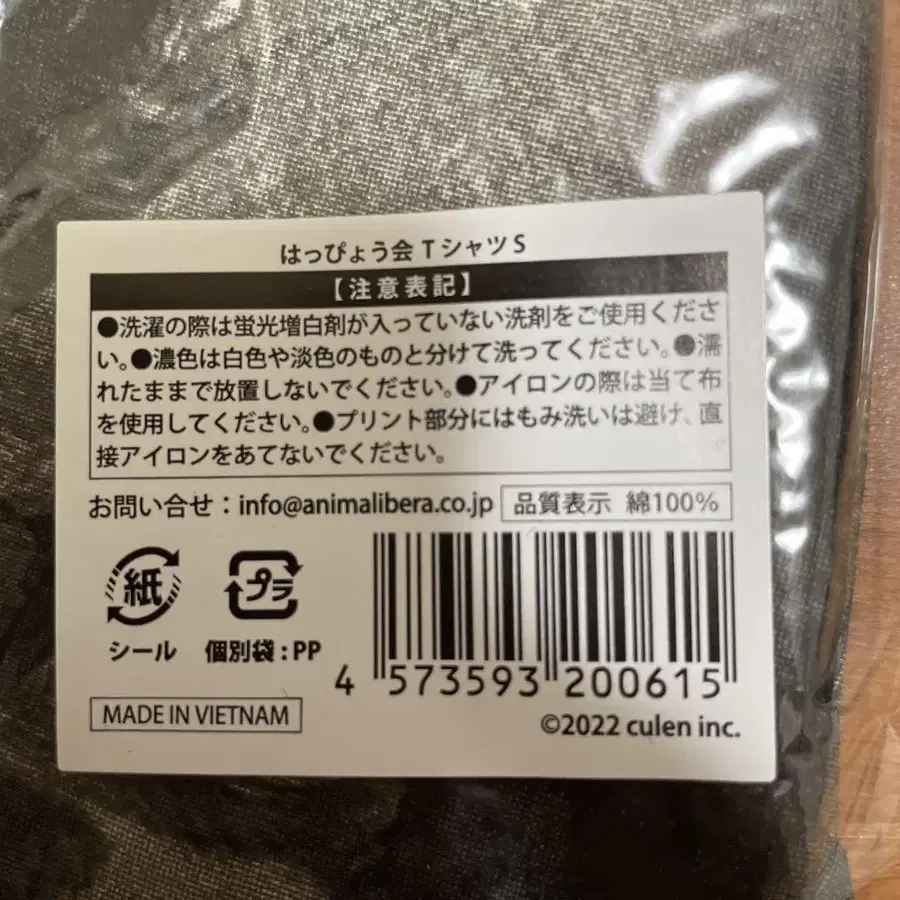 はっぴょう会 T シャツ S
【注意表記】
●洗濯の際は蛍光増白剤が入っていない洗剤をご使用くださ
い。●濃色は白色や淡色のものと分けて洗ってください。●濡
れたままで放置しないでください。●アイロンの際は当て布
を使用してください。●プリント部分にはもみ洗いは避け、直
接アイロンをあてないでください。
お問い合せ：info@animalibera.co.jp 品質表示 綿100%
紙 プラ
シール 個別袋：PP
4 573593 200615
MADE IN VIETNAM
©2022 culen inc.